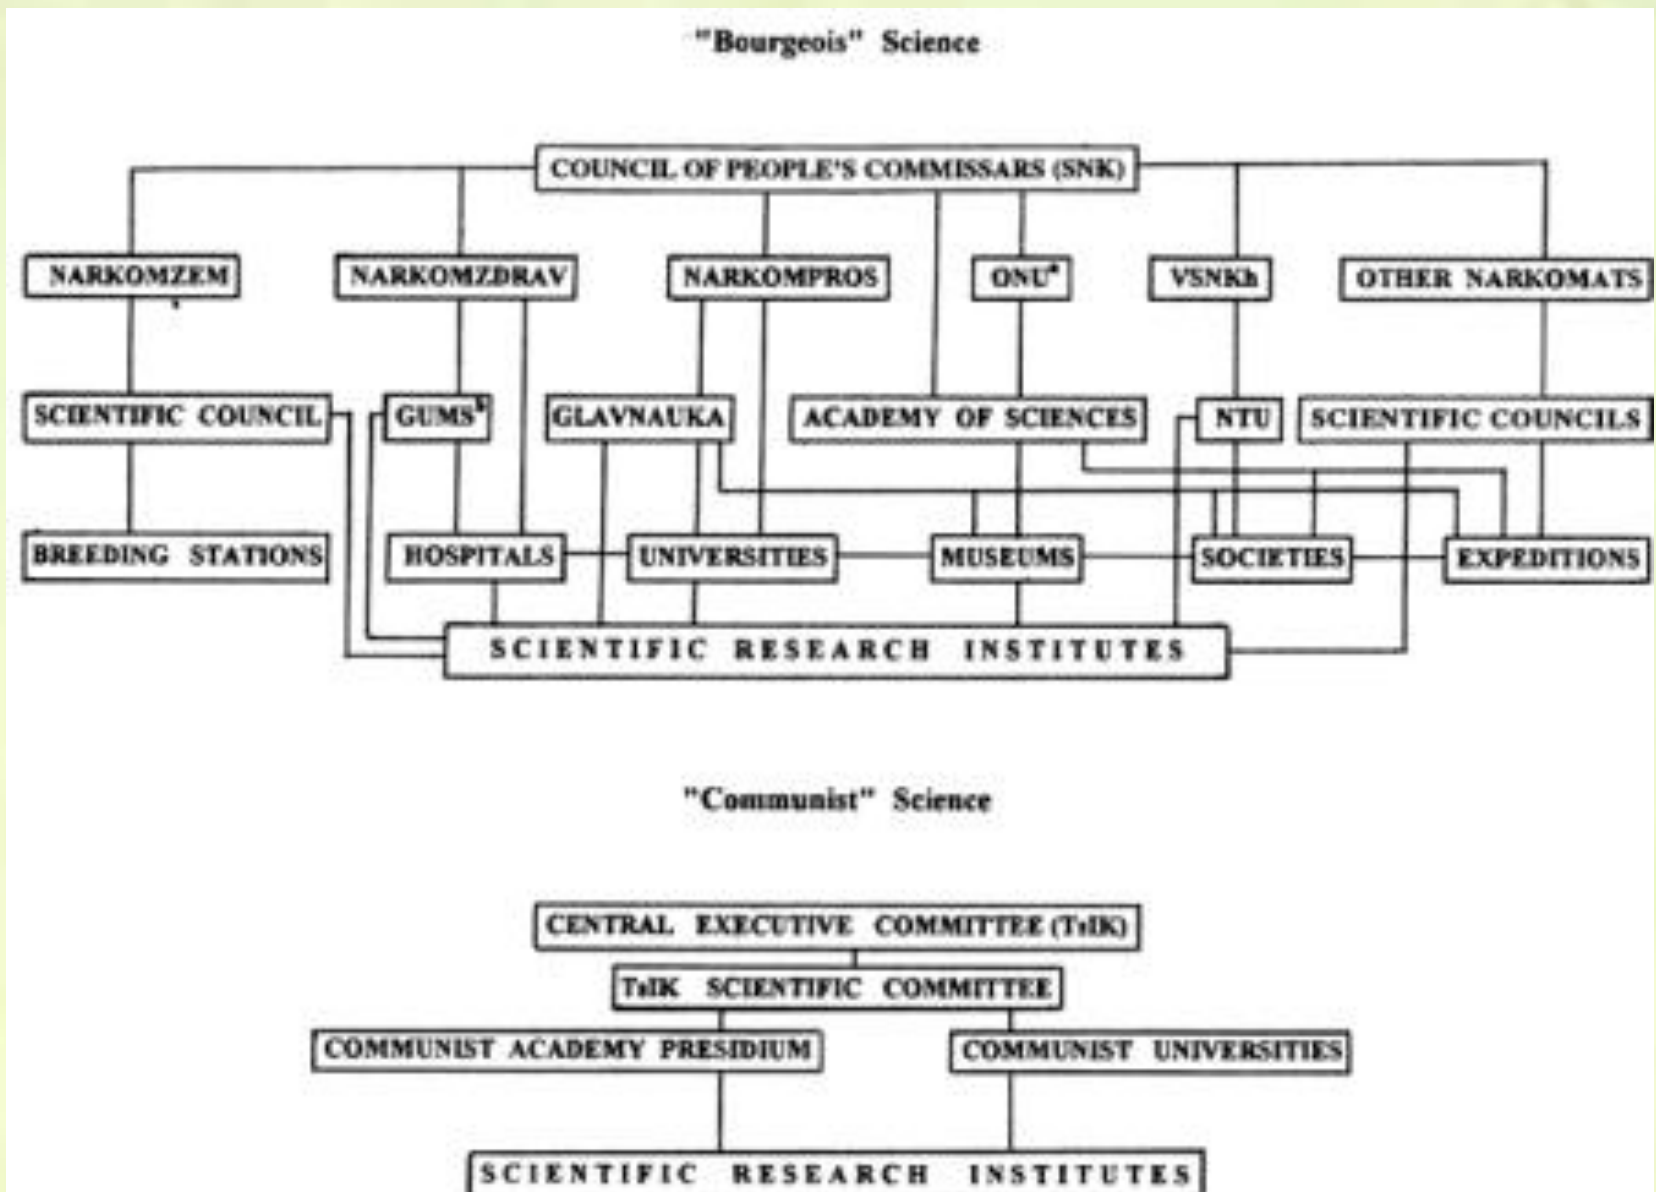 "Bourgeois" Science
COUNCIL OF PEOPLE'S COMMISSARS (SNK)
NARKOMZEM NARKOMZDRAV NARKOMPROS ONUª VSNKh OTHER NARKOMATS
SCIENTIFIC COUNCIL GUMSᵇ GLAVNAUKA ACADEMY OF SCIENCES NTU SCIENTIFIC COUNCILS
BREEDING STATIONS HOSPITALS UNIVERSITIES MUSEUMS SOCIETIES EXPEDITIONS
SCIENTIFIC RESEARCH INSTITUTES
"Communist" Science
CENTRAL EXECUTIVE COMMITTEE (TsIK)
TsIK SCIENTIFIC COMMITTEE
COMMUNIST ACADEMY PRESIDIUM COMMUNIST UNIVERSITIES
SCIENTIFIC RESEARCH INSTITUTES